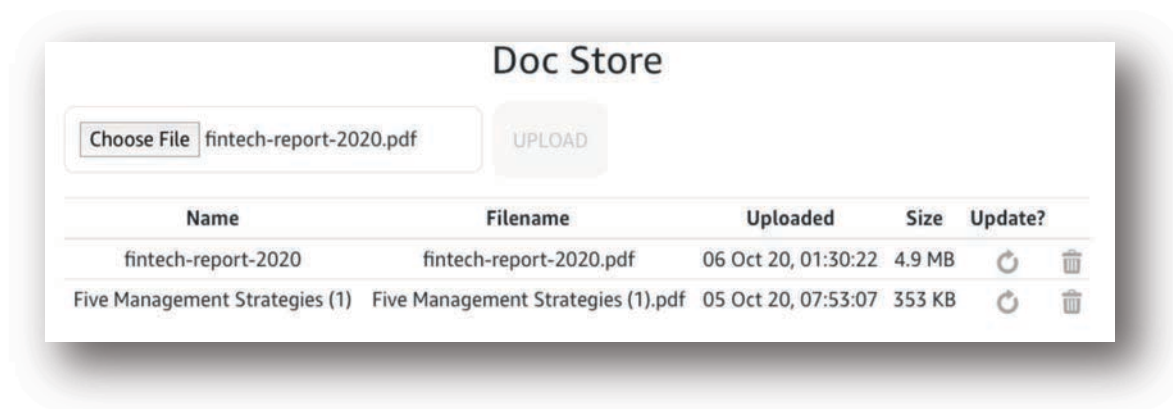 Doc Store
Choose File fintech-report-2020.pdf UPLOAD
Name Filename Uploaded Size Update?
fintech-report-2020 fintech-report-2020.pdf 06 Oct 20, 01:30:22 4.9 MB
Five Management Strategies (1) Five Management Strategies (1).pdf 05 Oct 20, 07:53:07 353 KB